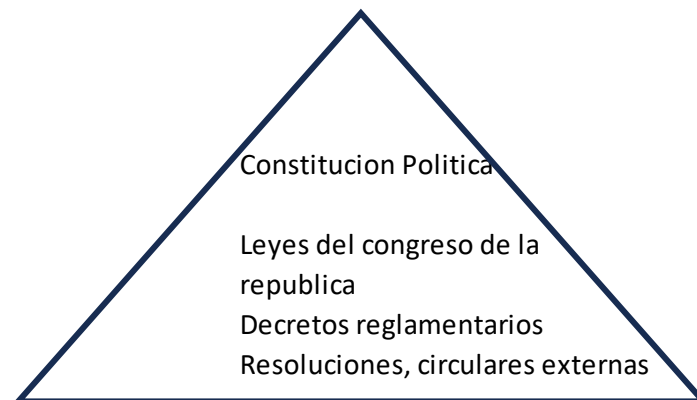 Constitucion Politica
Leyes del congreso de la
republica
Decretos reglamentarios
Resoluciones, circulares externas